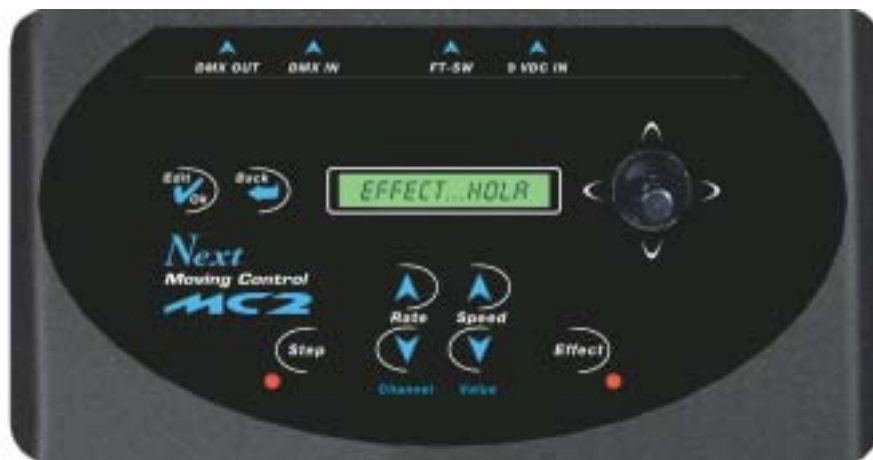 DMX OUT DMX IN FT-SW 9 VDC IN
Edit Ok Back
EFFECT...HOLA
Next
Moving Control
MC2
Rate Speed
Step Effect
Channel Value